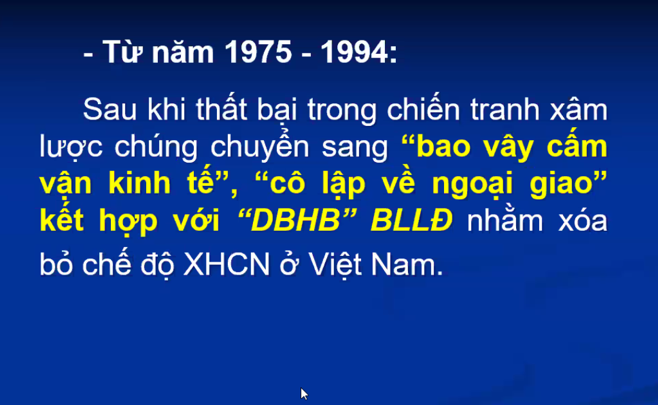 - Từ năm 1975 - 1994:
Sau khi thất bại trong chiến tranh xâm
lược chúng chuyển sang “bao vây cấm
vận kinh tế”, “cô lập về ngoại giao”
kết hợp với “DBHB” BLLĐ nhằm xóa
bỏ chế độ XHCN ở Việt Nam.